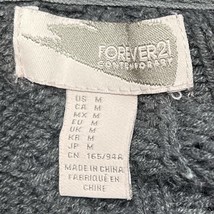 FOREVER 21
CONTEMPORARY
US M
CA M
MX M
EU M
UK M
KR M
JP M
CN 165/94A
MADE IN CHINA
FABRIQUÉ EN
CHINE